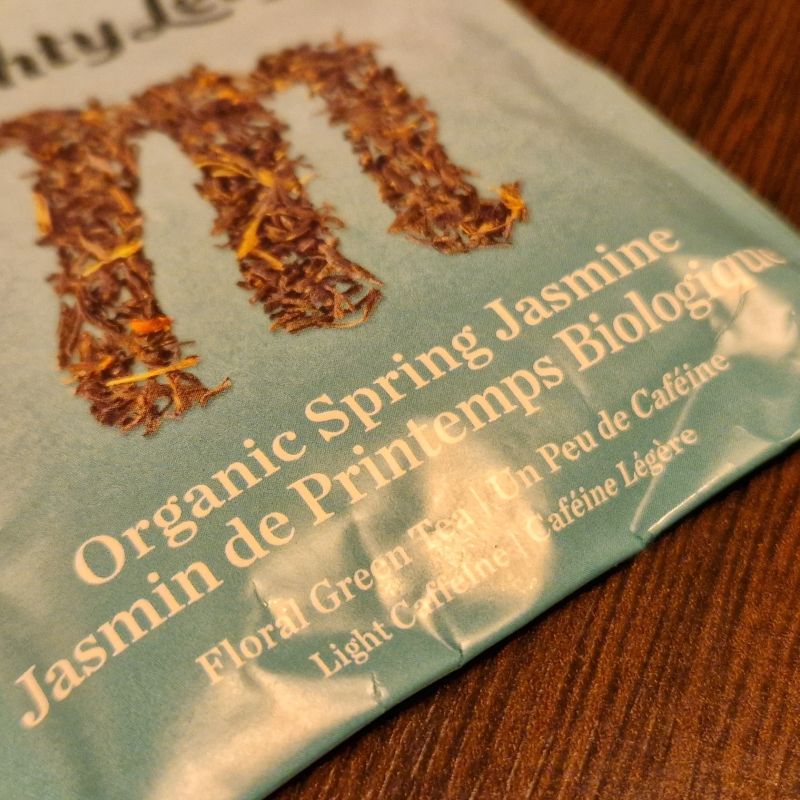 Organic Spring Jasmine
Jasmin de Printemps Biologique
Floral Green Tea | Un Peu de Caféine
Light Caffeine | Caféine Légère